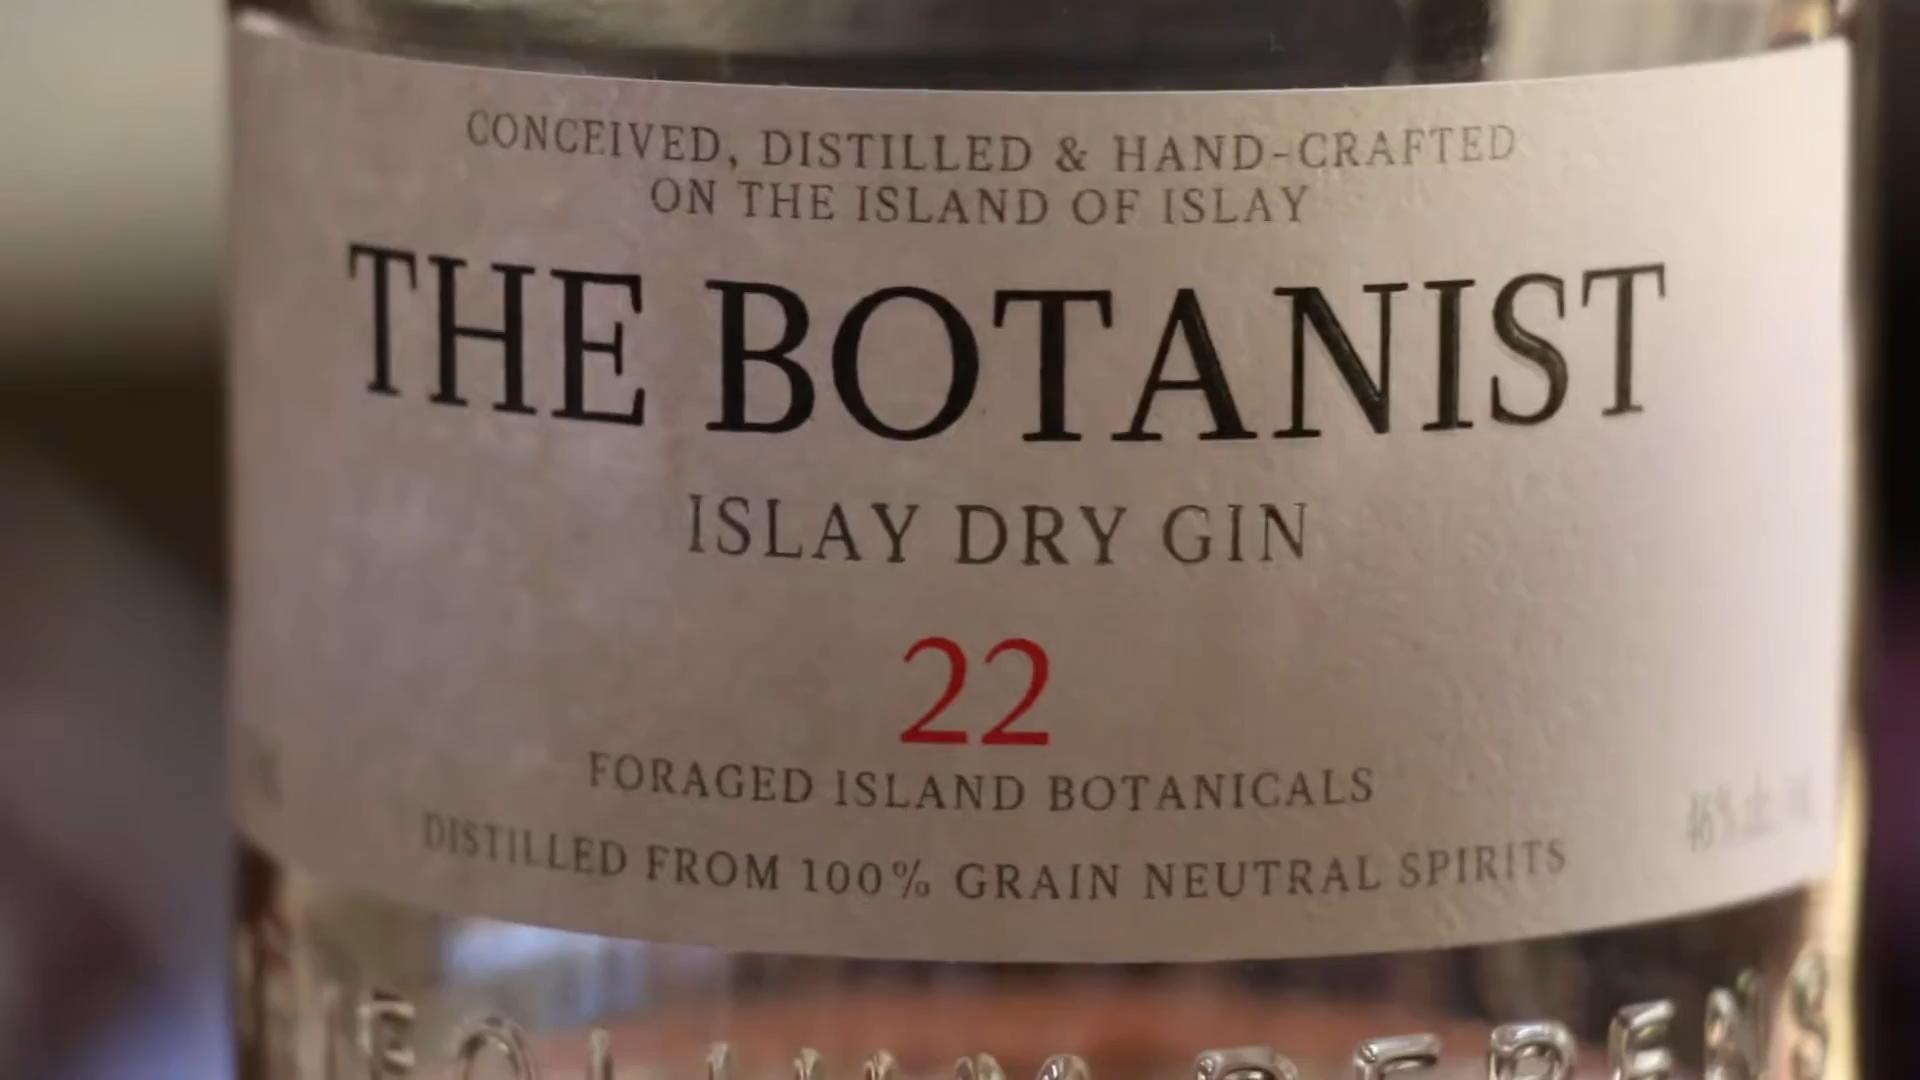 CONCEIVED, DISTILLED & HAND-CRAFTED
ON THE ISLAND OF ISLAY
THE BOTANIST
ISLAY DRY GIN
22
FORAGED ISLAND BOTANICALS
DISTILLED FROM 100% GRAIN NEUTRAL SPIRITS
46%